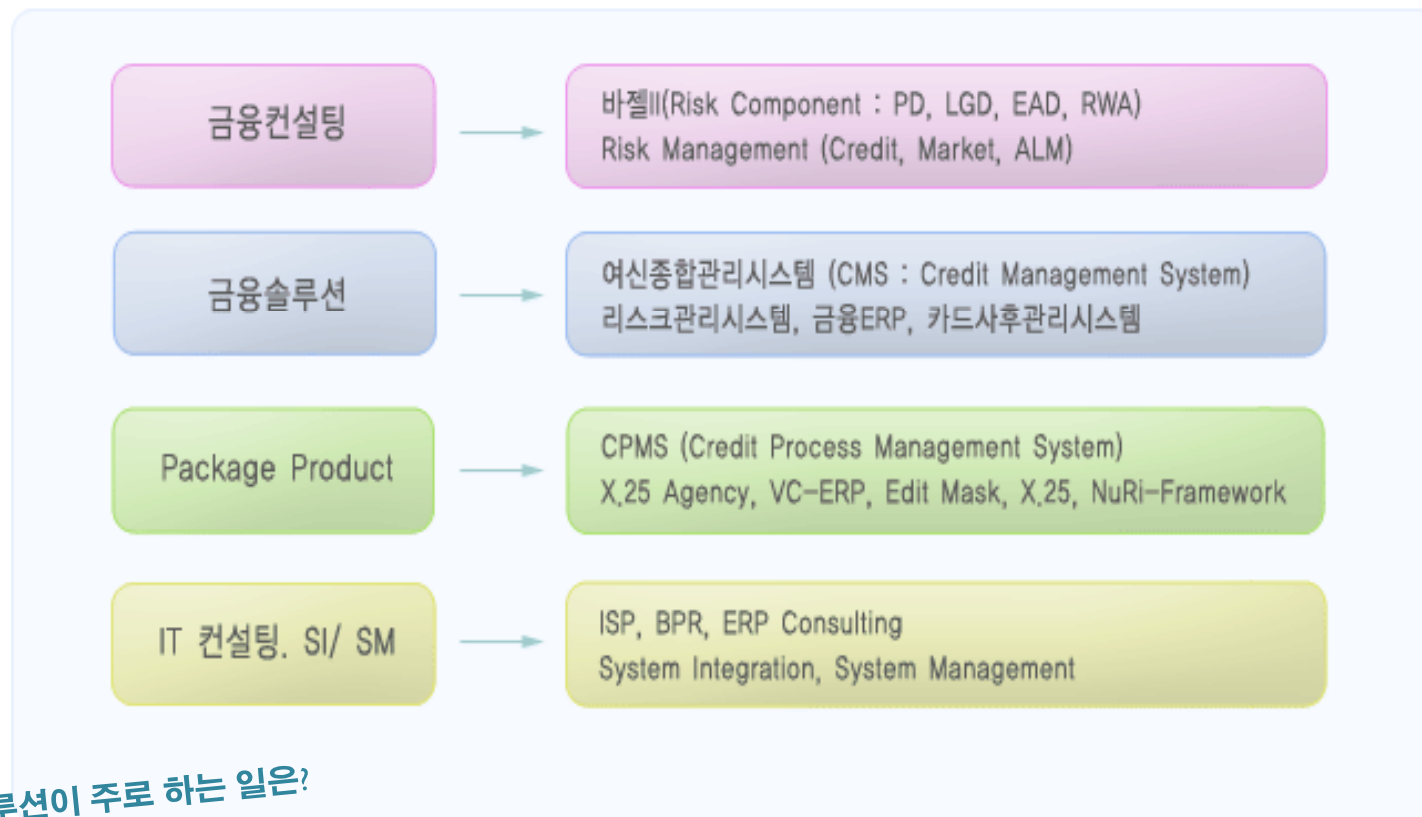 금융컨설팅
바젤II(Risk Component : PD, LGD, EAD, RWA)
Risk Management (Credit, Market, ALM)
금융솔루션
여신종합관리시스템 (CMS : Credit Management System)
리스크관리시스템, 금융ERP, 카드사후관리시스템
Package Product
CPMS (Credit Process Management System)
X.25 Agency, VC-ERP, Edit Mask, X.25, NuRi-Framework
IT 컨설팅. SI/ SM
ISP, BPR, ERP Consulting
System Integration, System Management
주로 하는 일은?